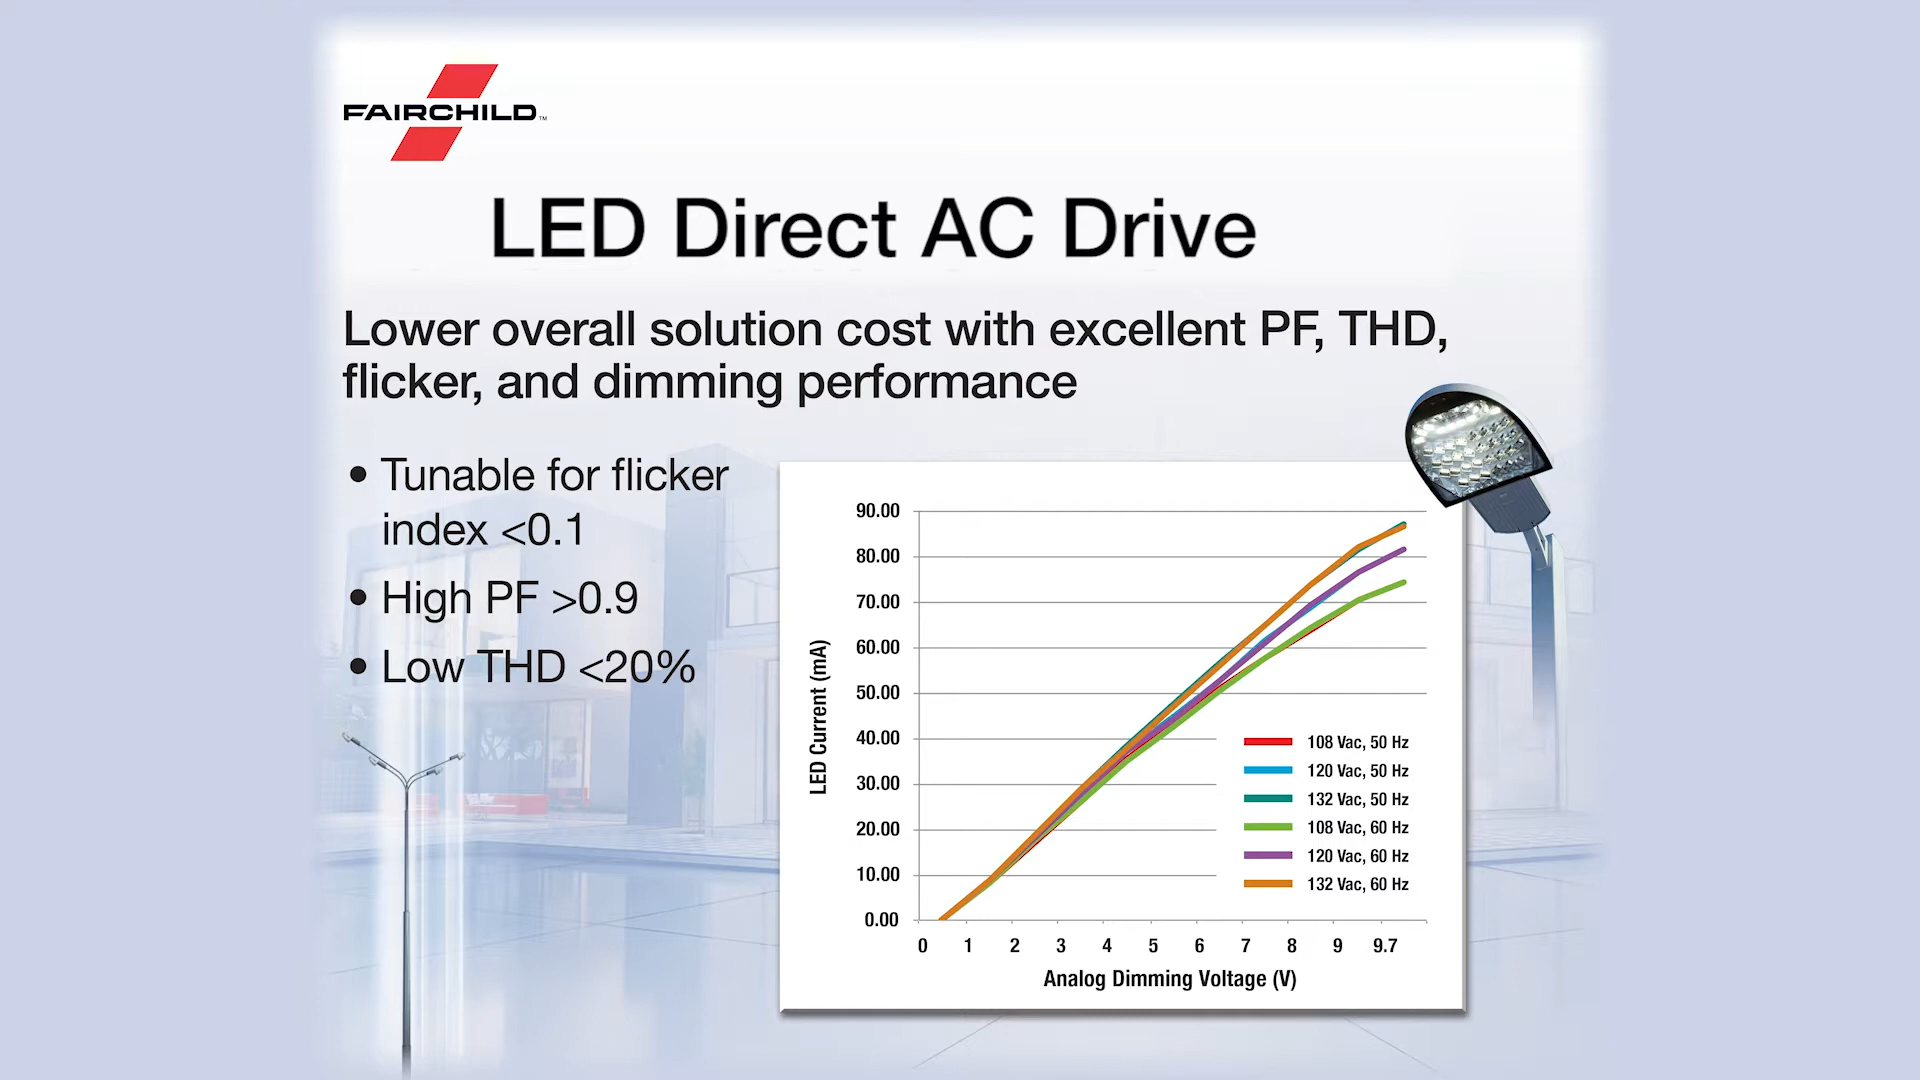 FAIRCHILD™
LED Direct AC Drive
Lower overall solution cost with excellent PF, THD,
flicker, and dimming performance
• Tunable for flicker
index <0.1
• High PF >0.9
• Low THD <20%
90.00
80.00
70.00
60.00
50.00
40.00
30.00
20.00
10.00
0.00
LED Current (mA)
108 Vac, 50 Hz
120 Vac, 50 Hz
132 Vac, 50 Hz
108 Vac, 60 Hz
120 Vac, 60 Hz
132 Vac, 60 Hz
0 1 2 3 4 5 6 7 8 9 9.7
Analog Dimming Voltage (V)